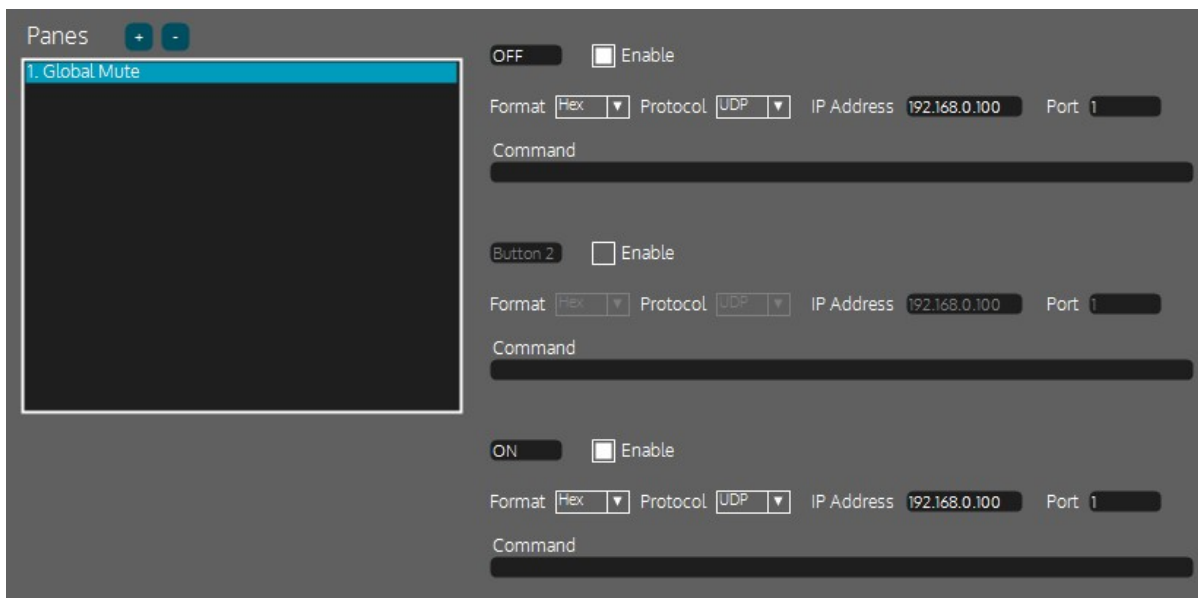 Panes + -
1. Global Mute
OFF Enable
Format Hex Protocol UDP IP Address 192.168.0.100 Port 1
Command
Button 2 Enable
Format Hex Protocol UDP IP Address 192.168.0.100 Port 1
Command
ON Enable
Format Hex Protocol UDP IP Address 192.168.0.100 Port 1
Command